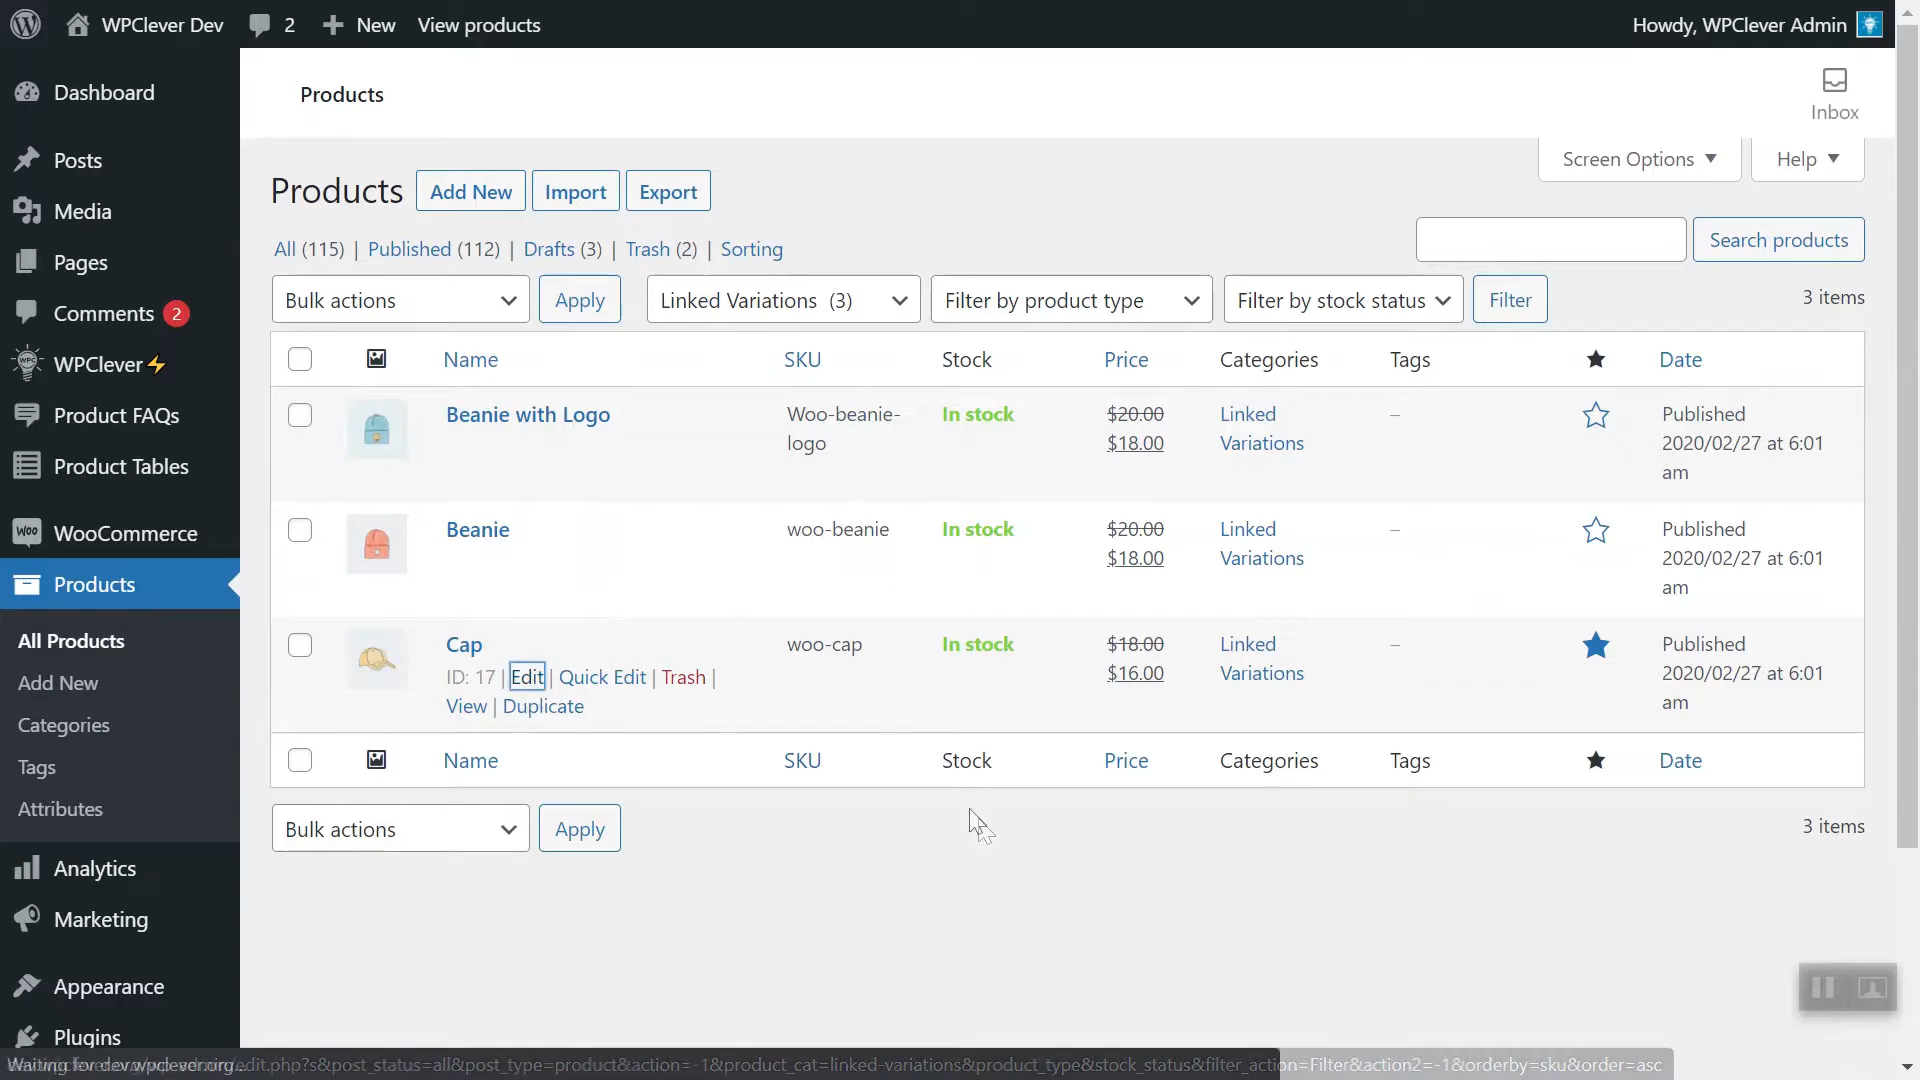 WPClever Dev 2 New View products Howdy, WPClever Admin
Dashboard
Posts
Media
Pages
Comments 2
WPClever
Product FAQs
Product Tables
WOO WooCommerce
Products
All Products
Add New
Categories
Tags
Attributes
Analytics
Marketing
Appearance
Plugins
Products
Inbox
Screen Options ▼ Help ▼
Products Add New Import Export
All (115) | Published (112) | Drafts (3) | Trash (2) | Sorting
Search products
Bulk actions Apply Linked Variations (3) Filter by product type Filter by stock status Filter 3 items
Name SKU Stock Price Categories Tags Date
Beanie with Logo Woo-beanie- In stock $20.00 Linked – Published
logo $18.00 Variations 2020/02/27 at 6:01
am
Beanie woo-beanie In stock $20.00 Linked – Published
$18.00 Variations 2020/02/27 at 6:01
am
Cap woo-cap In stock $18.00 Linked – Published
ID: 17 | Edit | Quick Edit | Trash | $16.00 Variations 2020/02/27 at 6:01
View | Duplicate am
Name SKU Stock Price Categories Tags Date
Bulk actions Apply 3 items
edit.php?s&post_status=all&post_type=product&action=-1&product_cat=linked-variations&product_type&stock_status&filter_action=Filter&action2=-1&orderby=sku&order=asc